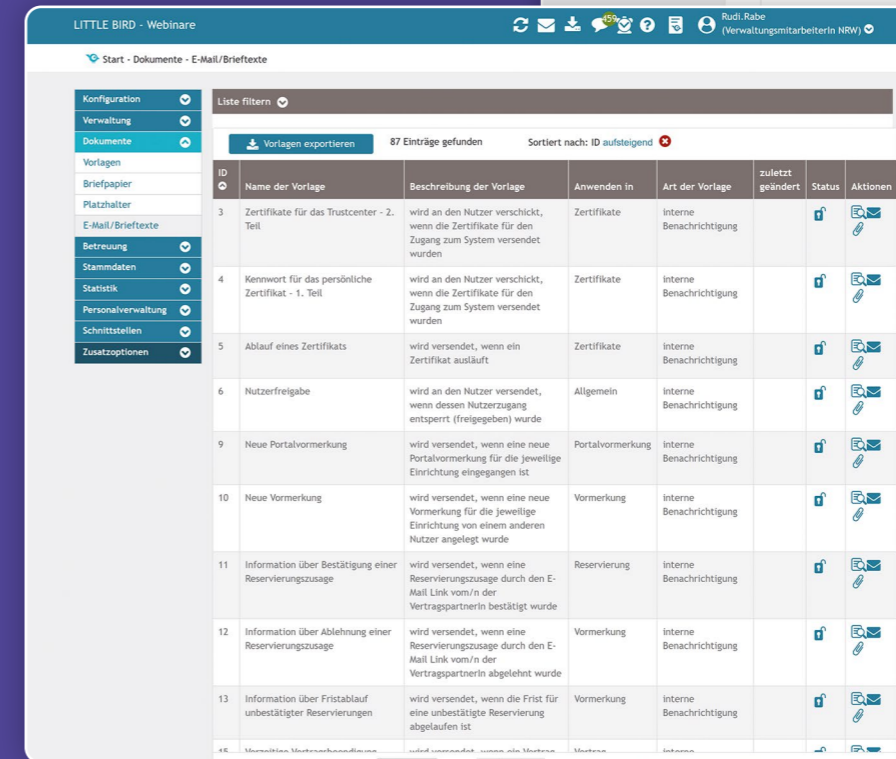 LITTLE BIRD - Webinare
459
Rudi.Rabe
(VerwaltungsmitarbeiterIn NRW)
Start - Dokumente - E-Mail/Brieftexte
Konfiguration
Verwaltung
Dokumente
Vorlagen
Briefpapier
Platzhalter
E-Mail/Brieftexte
Betreuung
Stammdaten
Statistik
Personalverwaltung
Schnittstellen
Zusatzoptionen
Liste filtern
Vorlagen exportieren 87 Einträge gefunden Sortiert nach: ID aufsteigend
ID Name der Vorlage Beschreibung der Vorlage Anwenden in Art der Vorlage zuletzt geändert Status Aktionen
3 Zertifikate für das Trustcenter - 2. wird an den Nutzer verschickt, Zertifikate interne
Teil wenn die Zertifikate für den Benachrichtigung
Zugang zum System versendet
wurden
4 Kennwort für das persönliche wird an den Nutzer verschickt, Zertifikate interne
Zertifikat - 1. Teil wenn die Zertifikate für den Benachrichtigung
Zugang zum System versendet
wurden
5 Ablauf eines Zertifikats wird versendet, wenn ein Zertifikate interne
Zertifikat ausläuft Benachrichtigung
6 Nutzerfreigabe wird an den Nutzer versendet, Allgemein interne
wenn dessen Nutzerzugang Benachrichtigung
entsperrt (freigegeben) wurde
9 Neue Portalvormerkung wird versendet, wenn eine neue Portalvormerkung interne
Portalvormerkung für die jeweilige Benachrichtigung
Einrichtung eingegangen ist
10 Neue Vormerkung wird versendet, wenn eine neue Vormerkung interne
Vormerkung für die jeweilige Benachrichtigung
Einrichtung von einem anderen
Nutzer angelegt wurde
11 Information über Bestätigung einer wird versendet, wenn eine Reservierung interne
Reservierungszusage Reservierungszusage durch den E- Benachrichtigung
Mail Link vom/n der
VertragspartnerIn bestätigt wurde
12 Information über Ablehnung einer wird versendet, wenn eine Vormerkung interne
Reservierungszusage Reservierungszusage durch den E- Benachrichtigung
Mail Link vom/n der
VertragspartnerIn abgelehnt wurde
13 Information über Fristablauf wird versendet, wenn die Frist für Vormerkung interne
unbestätigter Reservierungen eine unbestätigte Reservierung Benachrichtigung
abgelaufen ist
15 Vorzeitige Vertragsbeendigung wird versendet, wenn ein Vertrag Vertrag interne